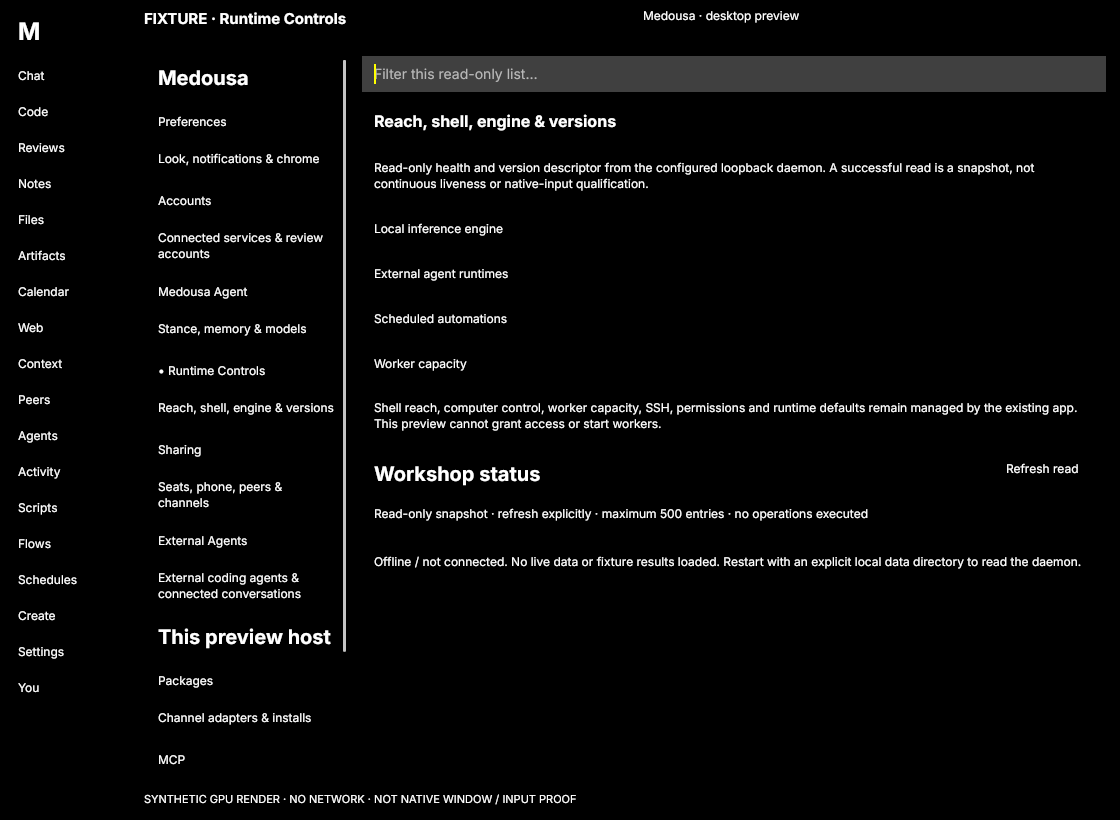 FIXTURE · Runtime Controls
Medousa · desktop preview
M
Chat
Code
Reviews
Notes
Files
Artifacts
Calendar
Web
Context
Peers
Agents
Activity
Scripts
Flows
Schedules
Create
Settings
You
Medousa
Preferences
Look, notifications & chrome
Accounts
Connected services & review
accounts
Medousa Agent
Stance, memory & models
• Runtime Controls
Reach, shell, engine & versions
Sharing
Seats, phone, peers &
channels
External Agents
External coding agents &
connected conversations
This preview host
Packages
Channel adapters & installs
MCP
Filter this read-only list...
Reach, shell, engine & versions
Read-only health and version descriptor from the configured loopback daemon. A successful read is a snapshot, not
continuous liveness or native-input qualification.
Local inference engine
External agent runtimes
Scheduled automations
Worker capacity
Shell reach, computer control, worker capacity, SSH, permissions and runtime defaults remain managed by the existing app.
This preview cannot grant access or start workers.
Workshop status
Refresh read
Read-only snapshot · refresh explicitly · maximum 500 entries · no operations executed
Offline / not connected. No live data or fixture results loaded. Restart with an explicit local data directory to read the daemon.
SYNTHETIC GPU RENDER · NO NETWORK · NOT NATIVE WINDOW / INPUT PROOF